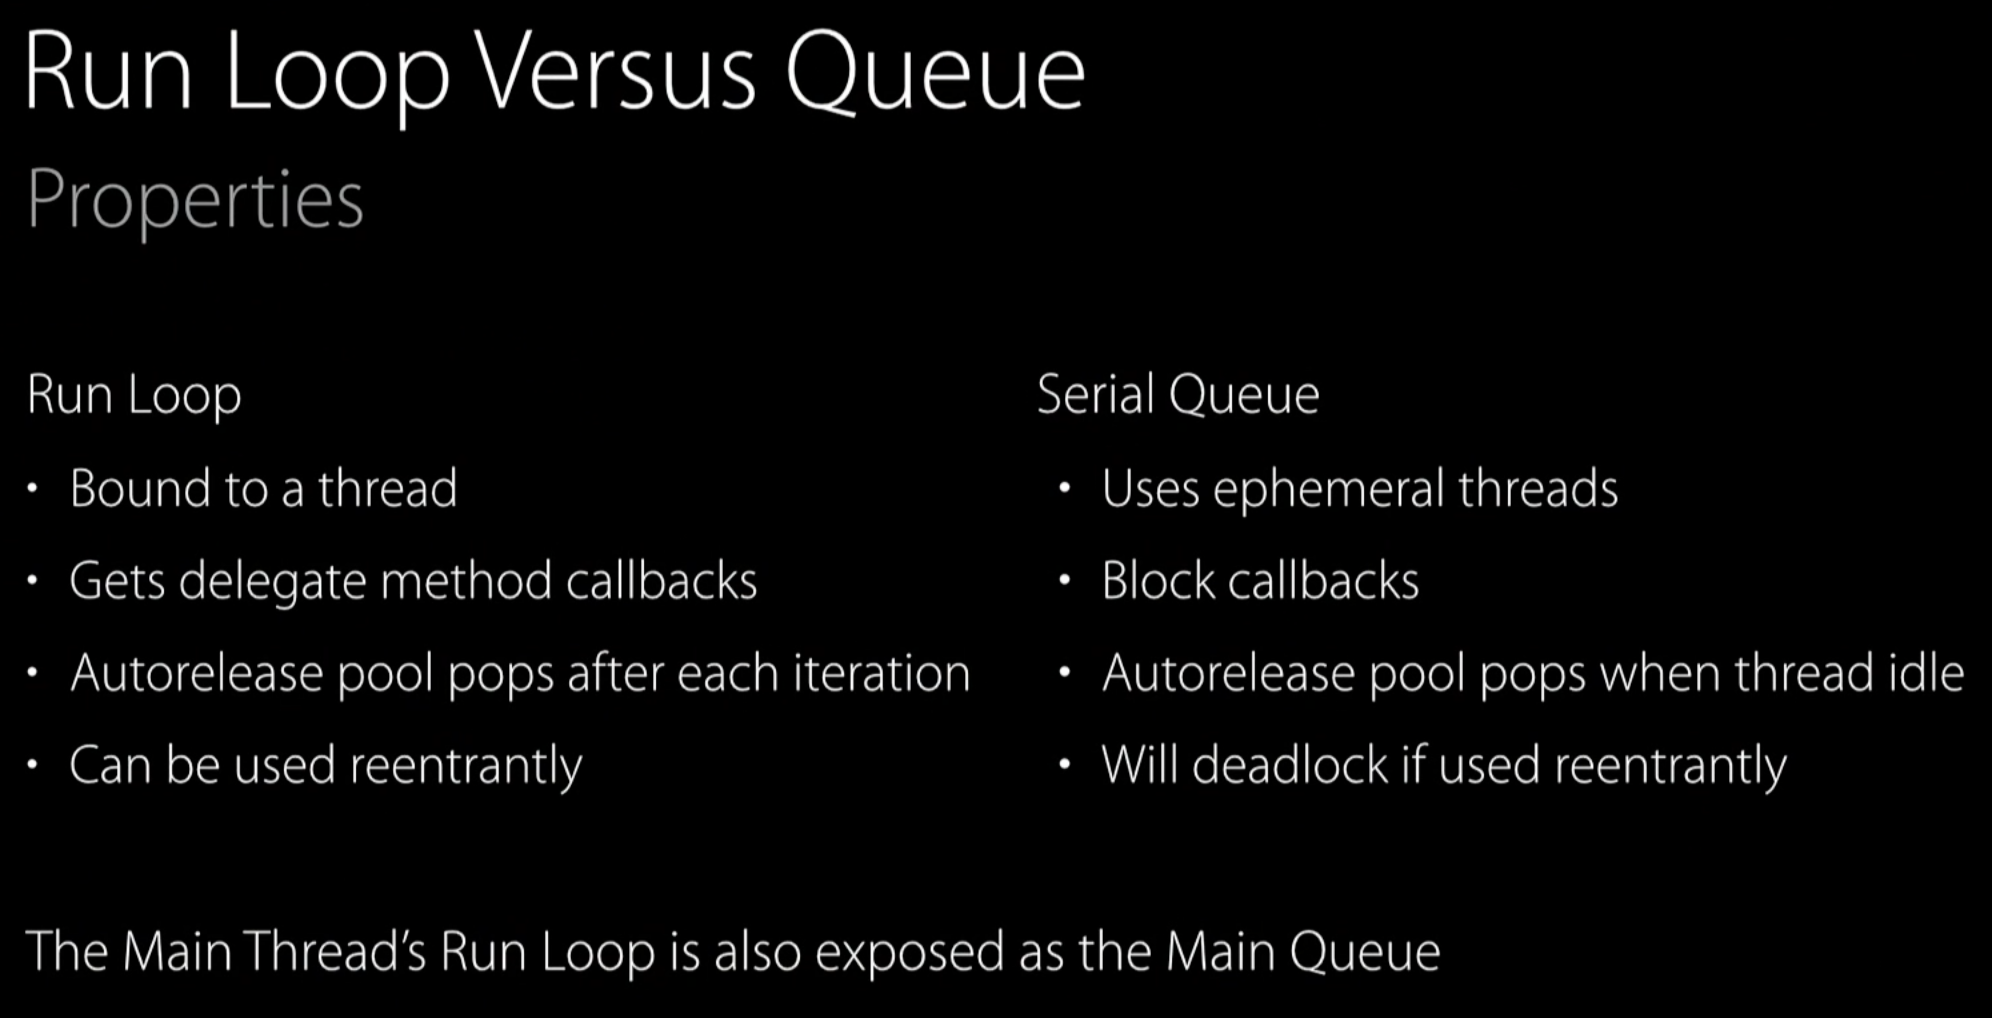 Run Loop Versus Queue
Properties
Run Loop
• Bound to a thread
• Gets delegate method callbacks
• Autorelease pool pops after each iteration
• Can be used reentrantly
Serial Queue
• Uses ephemeral threads
• Block callbacks
• Autorelease pool pops when thread idle
• Will deadlock if used reentrantly
The Main Thread’s Run Loop is also exposed as the Main Queue